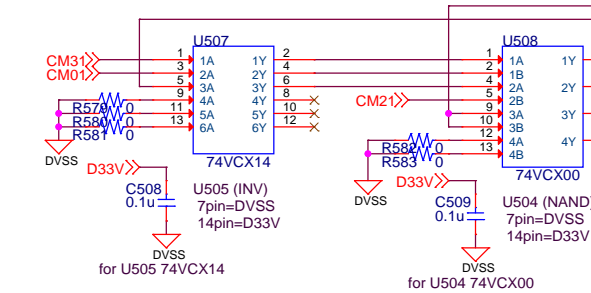 U507
U508
CM31
CM01
1 1A 1Y 2
3 2A 2Y 4
5 3A 3Y 6
9 4A 4Y 8
11 5A 5Y 10
13 6A 6Y 12
R579 0
R580 0
R581 0
DVSS
74VCX14
CM21
1 1A 1Y
2 1B
4 2A 2Y
5 2B
9 3A 3Y
10 3B
12 4A 4Y
13 4B
R582 0
R583 0
DVSS
74VCX00
D33V
C508
0.1u
DVSS
U505 (INV)
7pin=DVSS
14pin=D33V
for U505 74VCX14
D33V
C509
0.1u
DVSS
U504 (NAND)
7pin=DVSS
14pin=D33V
for U504 74VCX00